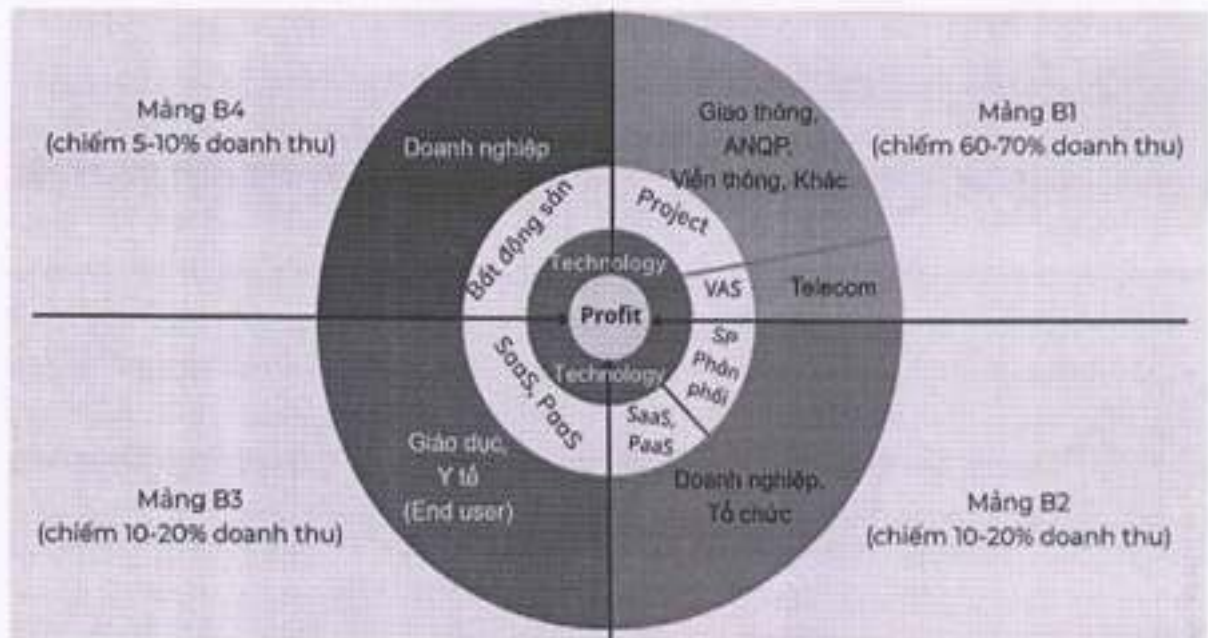 Mảng B4
(chiếm 5-10% doanh thu)
Doanh nghiệp
Bất động sản
Giao thông,
ANQP,
Viễn thông, Khác
Mảng B1
(chiếm 60-70% doanh thu)
Project
Technology
VAS
Telecom
Profit
SP
Phân
phối
Technology
SaaS, PaaS
SaaS,
PaaS
Giáo dục,
Y tế
(End user)
Doanh nghiệp,
Tổ chức
Mảng B3
(chiếm 10-20% doanh thu)
Mảng B2
(chiếm 10-20% doanh thu)